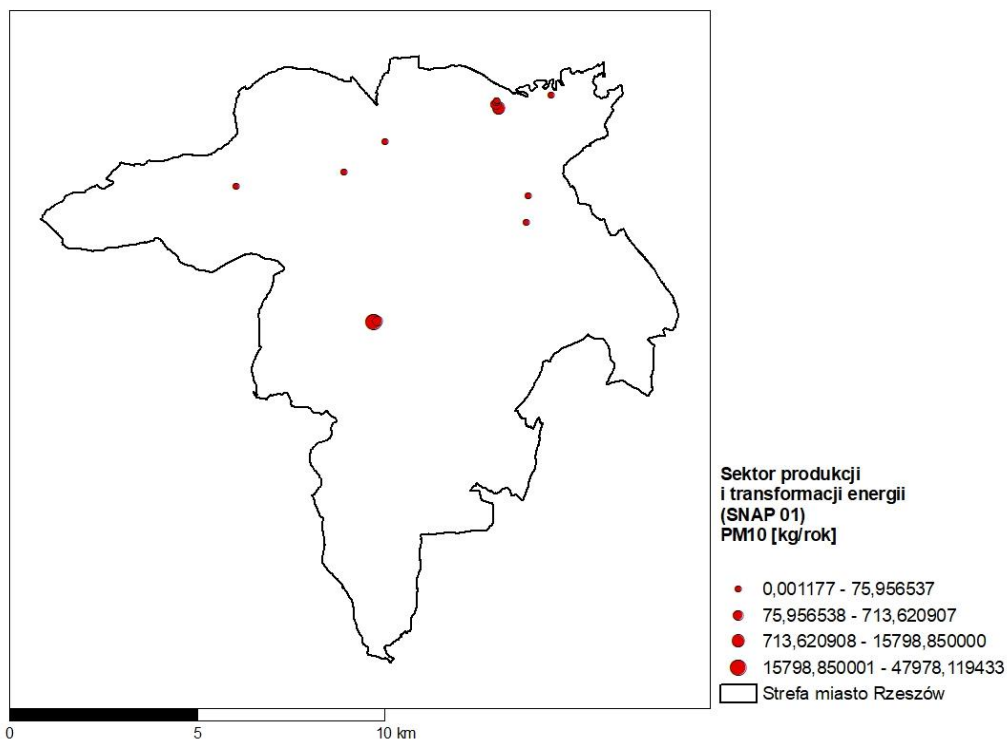 Sektor produkcji
i transformacji energii
(SNAP 01)
PM10 [kg/rok]
0,001177 - 75,956537
75,956538 - 713,620907
713,620908 - 15798,850000
15798,850001 - 47978,119433
Strefa miasto Rzeszów
0 5 10 km